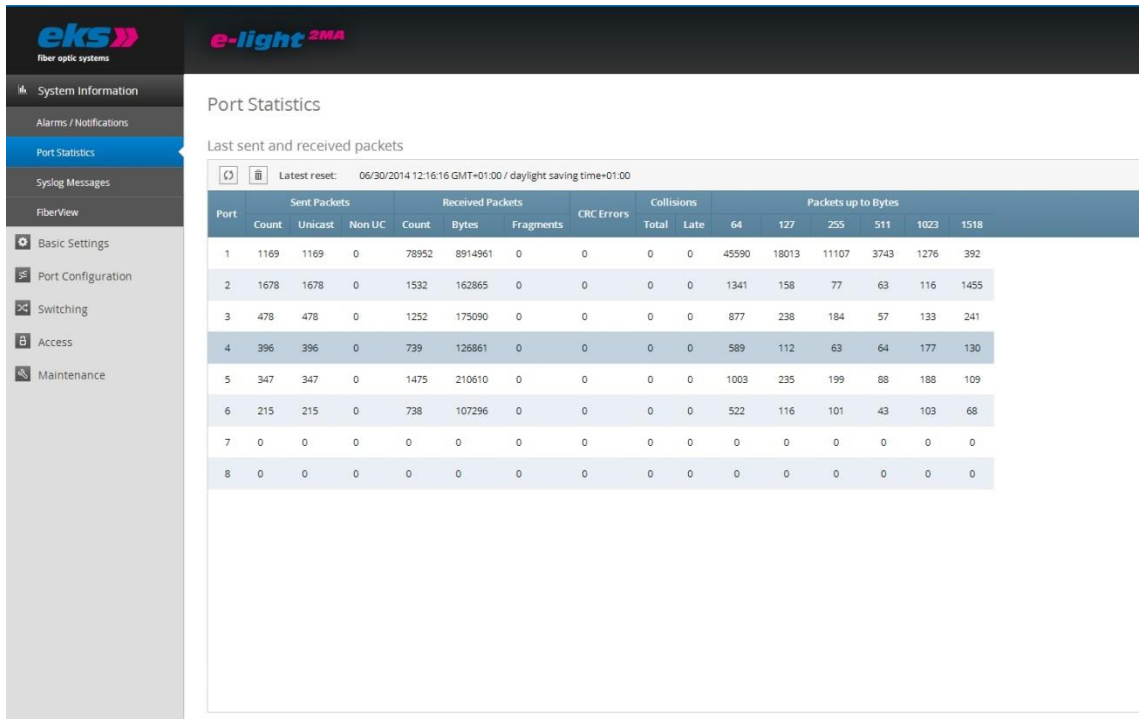 eks
fiber optic systems
e-light 2MA
System Information
Alarms / Notifications
Port Statistics
Syslog Messages
FiberView
Basic Settings
Port Configuration
Switching
Access
Maintenance
Port Statistics
Last sent and received packets
Latest reset: 06/30/2014 12:16:16 GMT+01:00 / daylight saving time+01:00
Port Sent Packets Received Packets CRC Errors Collisions Packets up to Bytes
Count Unicast Non UC Count Bytes Fragments Total Late 64 127 255 511 1023 1518
1 1169 1169 0 78952 8914961 0 0 0 0 45590 18013 11107 3743 1276 392
2 1678 1678 0 1532 162865 0 0 0 0 1341 158 77 63 116 1455
3 478 478 0 1252 175090 0 0 0 0 877 238 184 57 133 241
4 396 396 0 739 126861 0 0 0 0 589 112 63 64 177 130
5 347 347 0 1475 210610 0 0 0 0 1003 235 199 88 188 109
6 215 215 0 738 107296 0 0 0 0 522 116 101 43 103 68
7 0 0 0 0 0 0 0 0 0 0 0 0 0 0 0
8 0 0 0 0 0 0 0 0 0 0 0 0 0 0 0